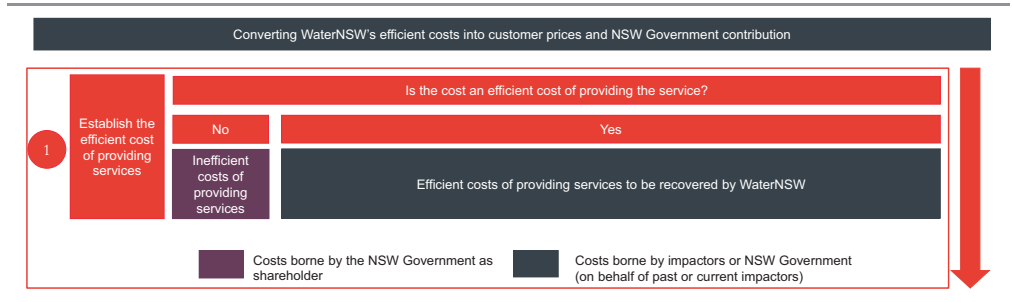 Converting WaterNSW's efficient costs into customer prices and NSW Government contribution
1
Establish the
efficient cost
of providing
services
Is the cost an efficient cost of providing the service?
No
Yes
Inefficient
costs of
providing
services
Efficient costs of providing services to be recovered by WaterNSW
Costs borne by the NSW Government as
shareholder
Costs borne by impactors or NSW Government
(on behalf of past or current impactors)